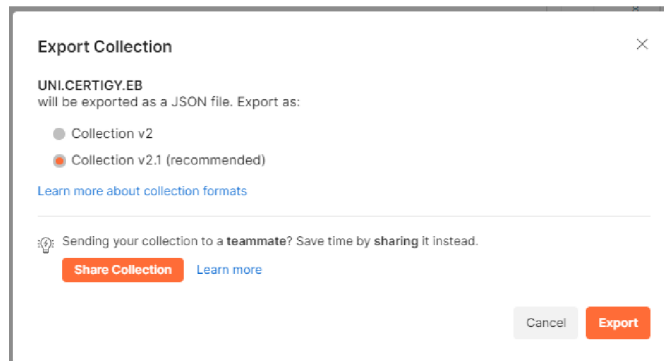 Export Collection
UNI.CERTIGY.EB
will be exported as a JSON file. Export as:
Collection v2
Collection v2.1 (recommended)
Learn more about collection formats
Sending your collection to a teammate? Save time by sharing it instead.
Share Collection Learn more
Cancel Export